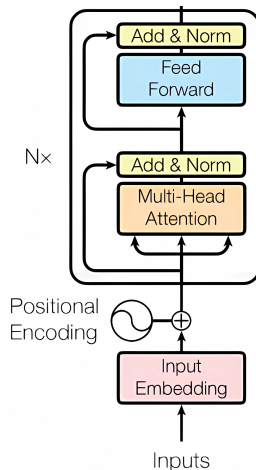 Add & Norm
Feed
Forward
N×
Add & Norm
Multi-Head
Attention
Positional
Encoding
Input
Embedding
Inputs